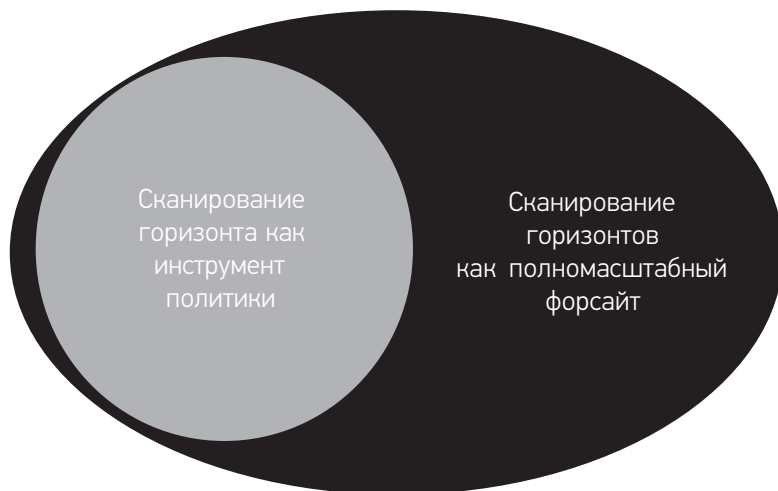 Сканирование
горизонта как
инструмент
политики
Сканирование
горизонтов
как полномасштабный
форсайт